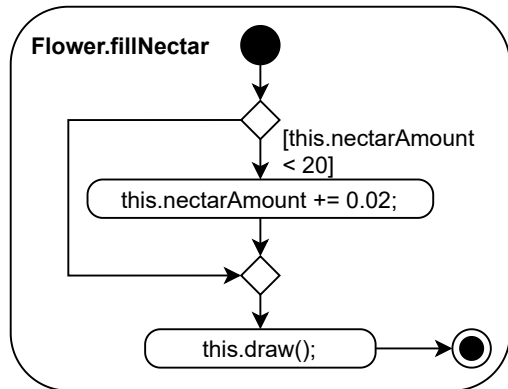 Flower.fillNectar
[this.nectarAmount
< 20]
this.nectarAmount += 0.02;
this.draw();